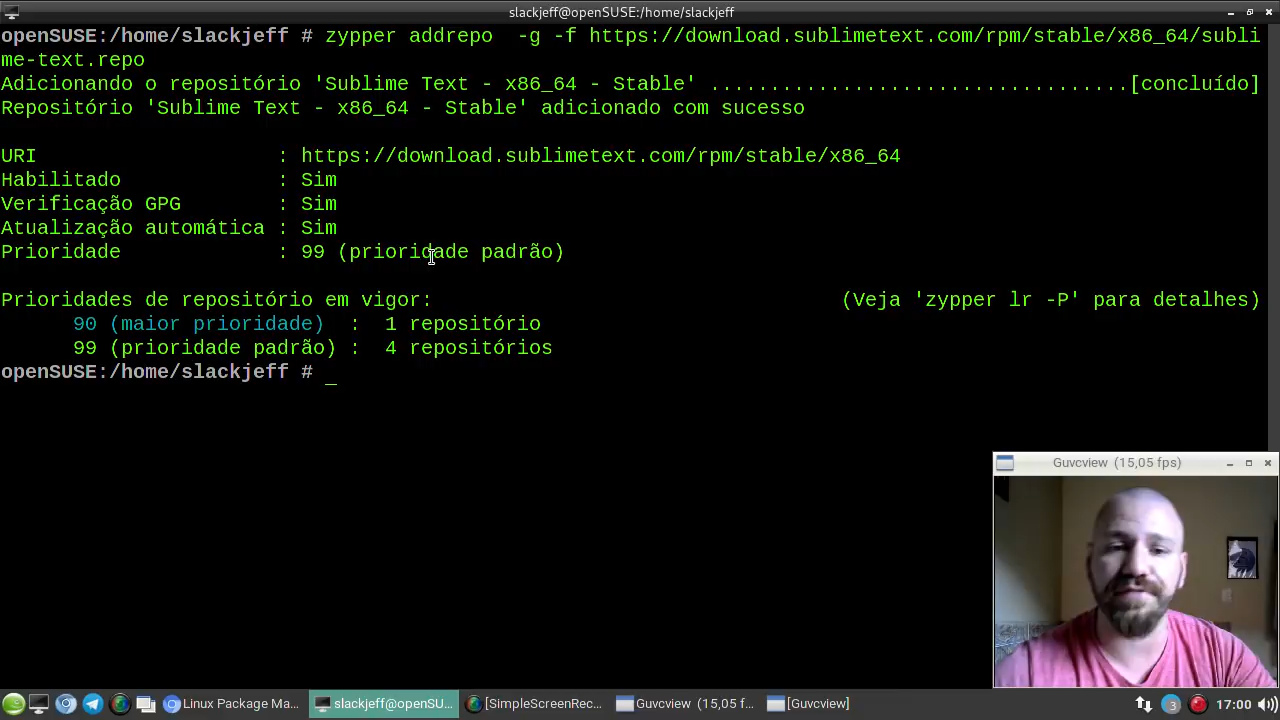 slackjeff@openSUSE:/home/slackjeff
openSUSE:/home/slackjeff # zypper addrepo  -g -f https://download.sublimetext.com/rpm/stable/x86_64/subli
me-text.repo
Adicionando o repositório 'Sublime Text - x86_64 - Stable' ...................................[concluído]
Repositório 'Sublime Text - x86_64 - Stable' adicionado com sucesso
URI                    : https://download.sublimetext.com/rpm/stable/x86_64
Habilitado             : Sim
Verificação GPG        : Sim
Atualização automática : Sim
Prioridade             : 99 (prioridade padrão)
Prioridades de repositório em vigor:                                  (Veja 'zypper lr -P' para detalhes)
      90 (maior prioridade)  :  1 repositório
      99 (prioridade padrão) :  4 repositórios
openSUSE:/home/slackjeff # _
Guvcview (15,05 fps)
Linux Package Ma... slackjeff@openSU... [SimpleScreenRec... Guvcview (15,05 f... [Guvcview] 3 17:00